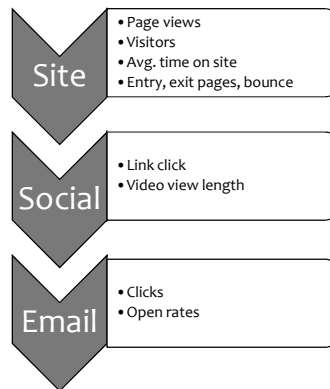 Site
• Page views
• Visitors
• Avg. time on site
• Entry, exit pages, bounce
Social
• Link click
• Video view length
Email
• Clicks
• Open rates